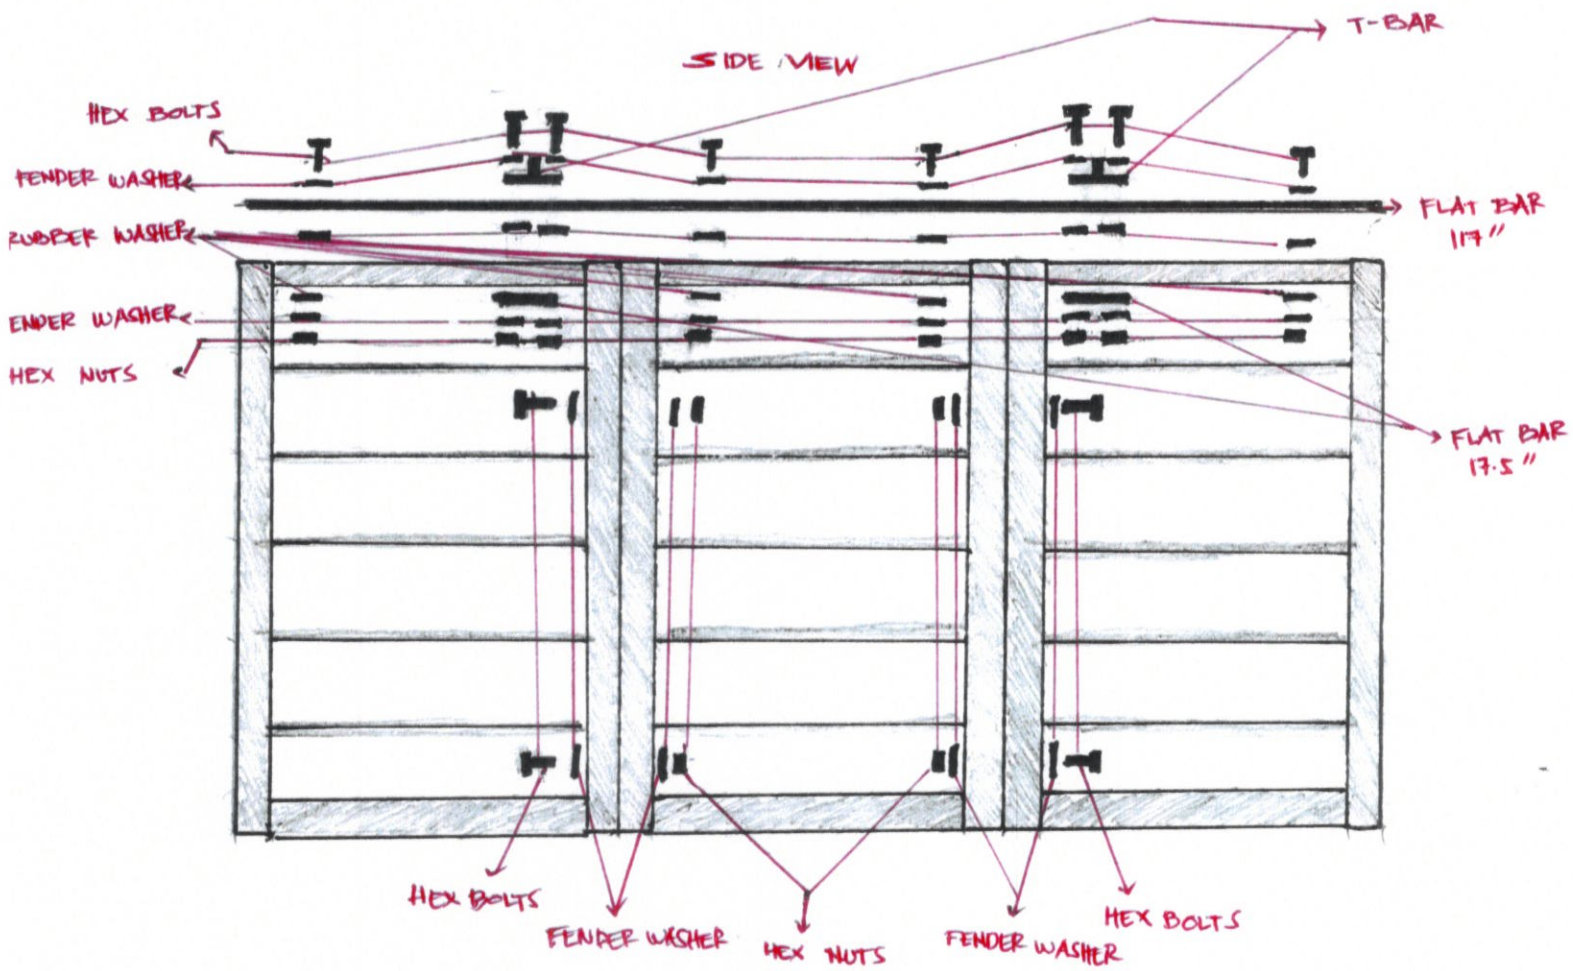 T-BAR
SIDE VIEW
HEX BOLTS
FENDER WASHER
FLAT BAR
117"
RUBBER WASHER
ENDER WASHER
HEX NUTS
FLAT BAR
17.5"
HEX BOLTS
FENDER WASHER
HEX NUTS
FENDER WASHER
HEX BOLTS